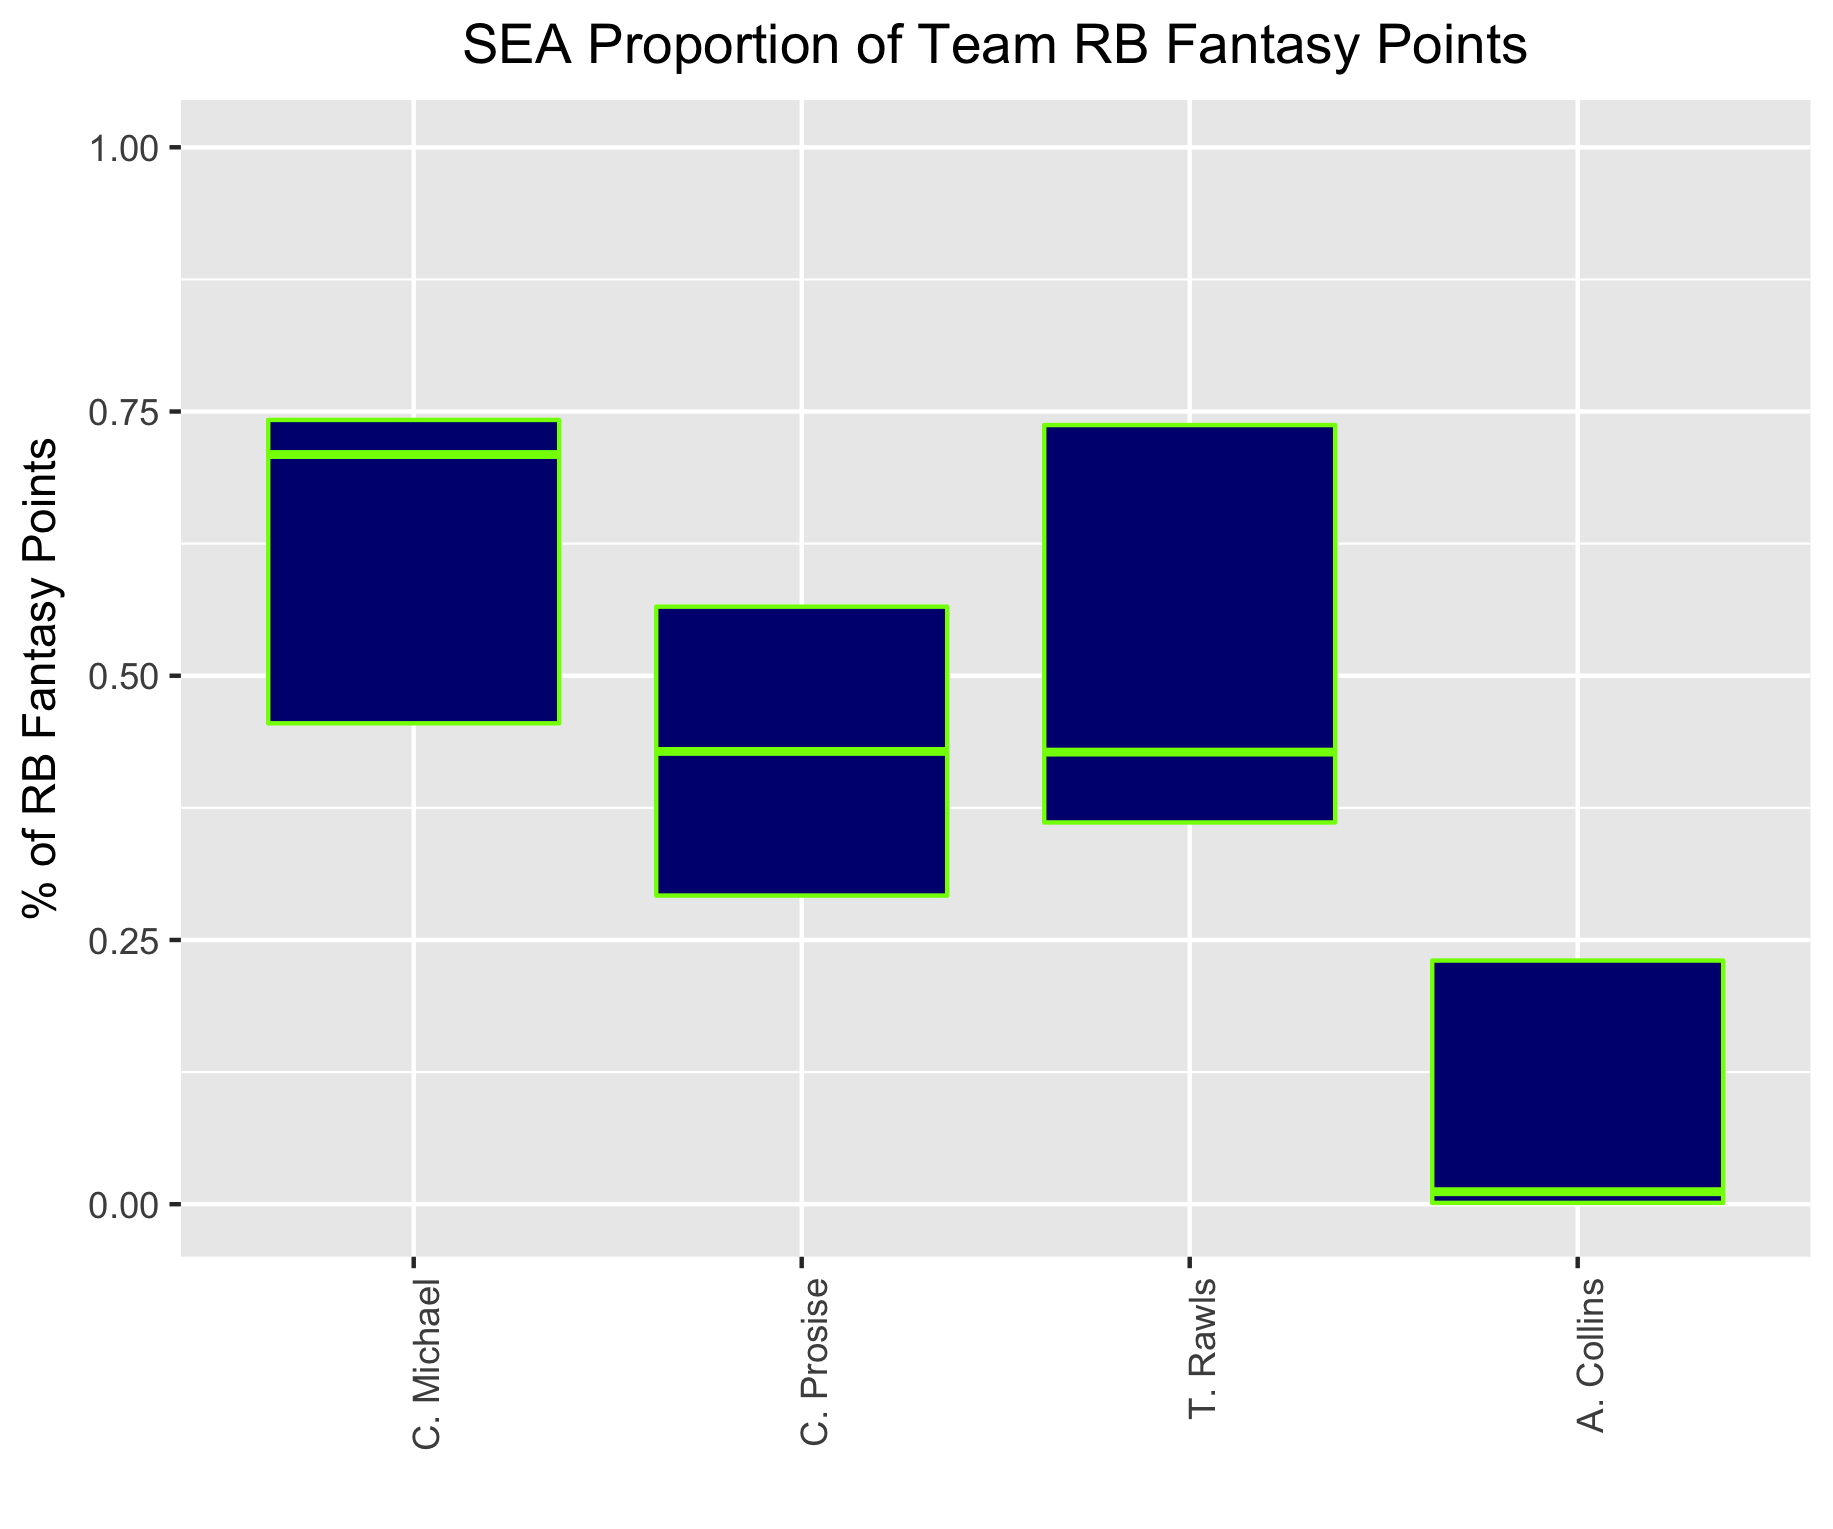 SEA Proportion of Team RB Fantasy Points
% of RB Fantasy Points
1.00
0.75
0.50
0.25
0.00
C. Michael
C. Prosise
T. Rawls
A. Collins